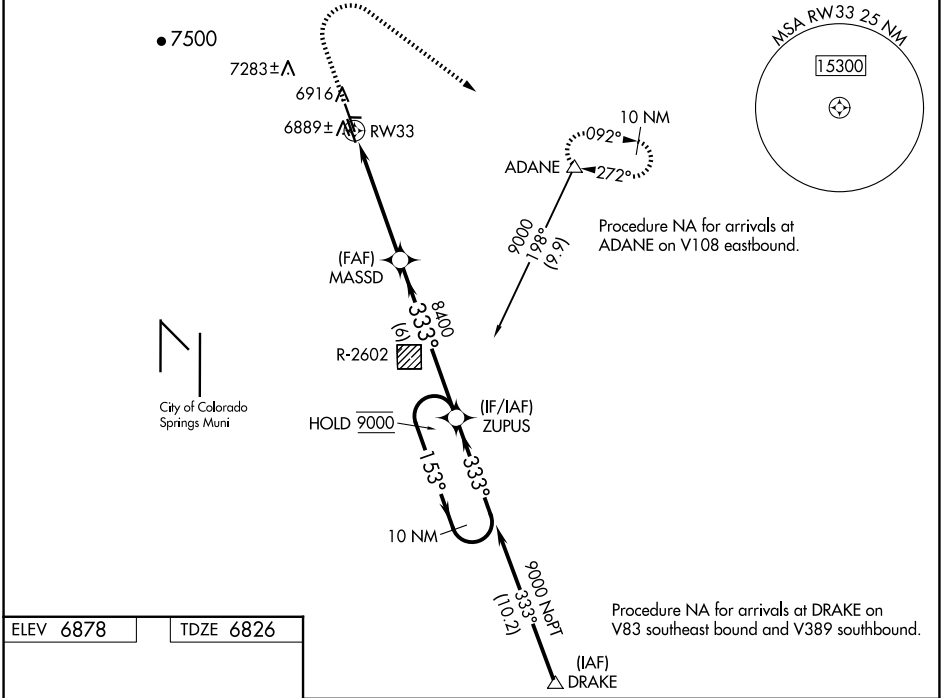 7500
7283±
6916
6889±
RW33
MSA RW33 25 NM
15300
10 NM
092°
272°
ADANE
9000
198°
(9.9)
Procedure NA for arrivals at
ADANE on V108 eastbound.
(FAF)
MASSD
8400
333°
(6)
R-2602
City of Colorado
Springs Muni
HOLD 9000
(IF/IAF)
ZUPUS
153°
333°
10 NM
9000 NoPT
333°
(10.2)
Procedure NA for arrivals at DRAKE on
V83 southeast bound and V389 southbound.
(IAF)
DRAKE
ELEV 6878
TDZE 6826